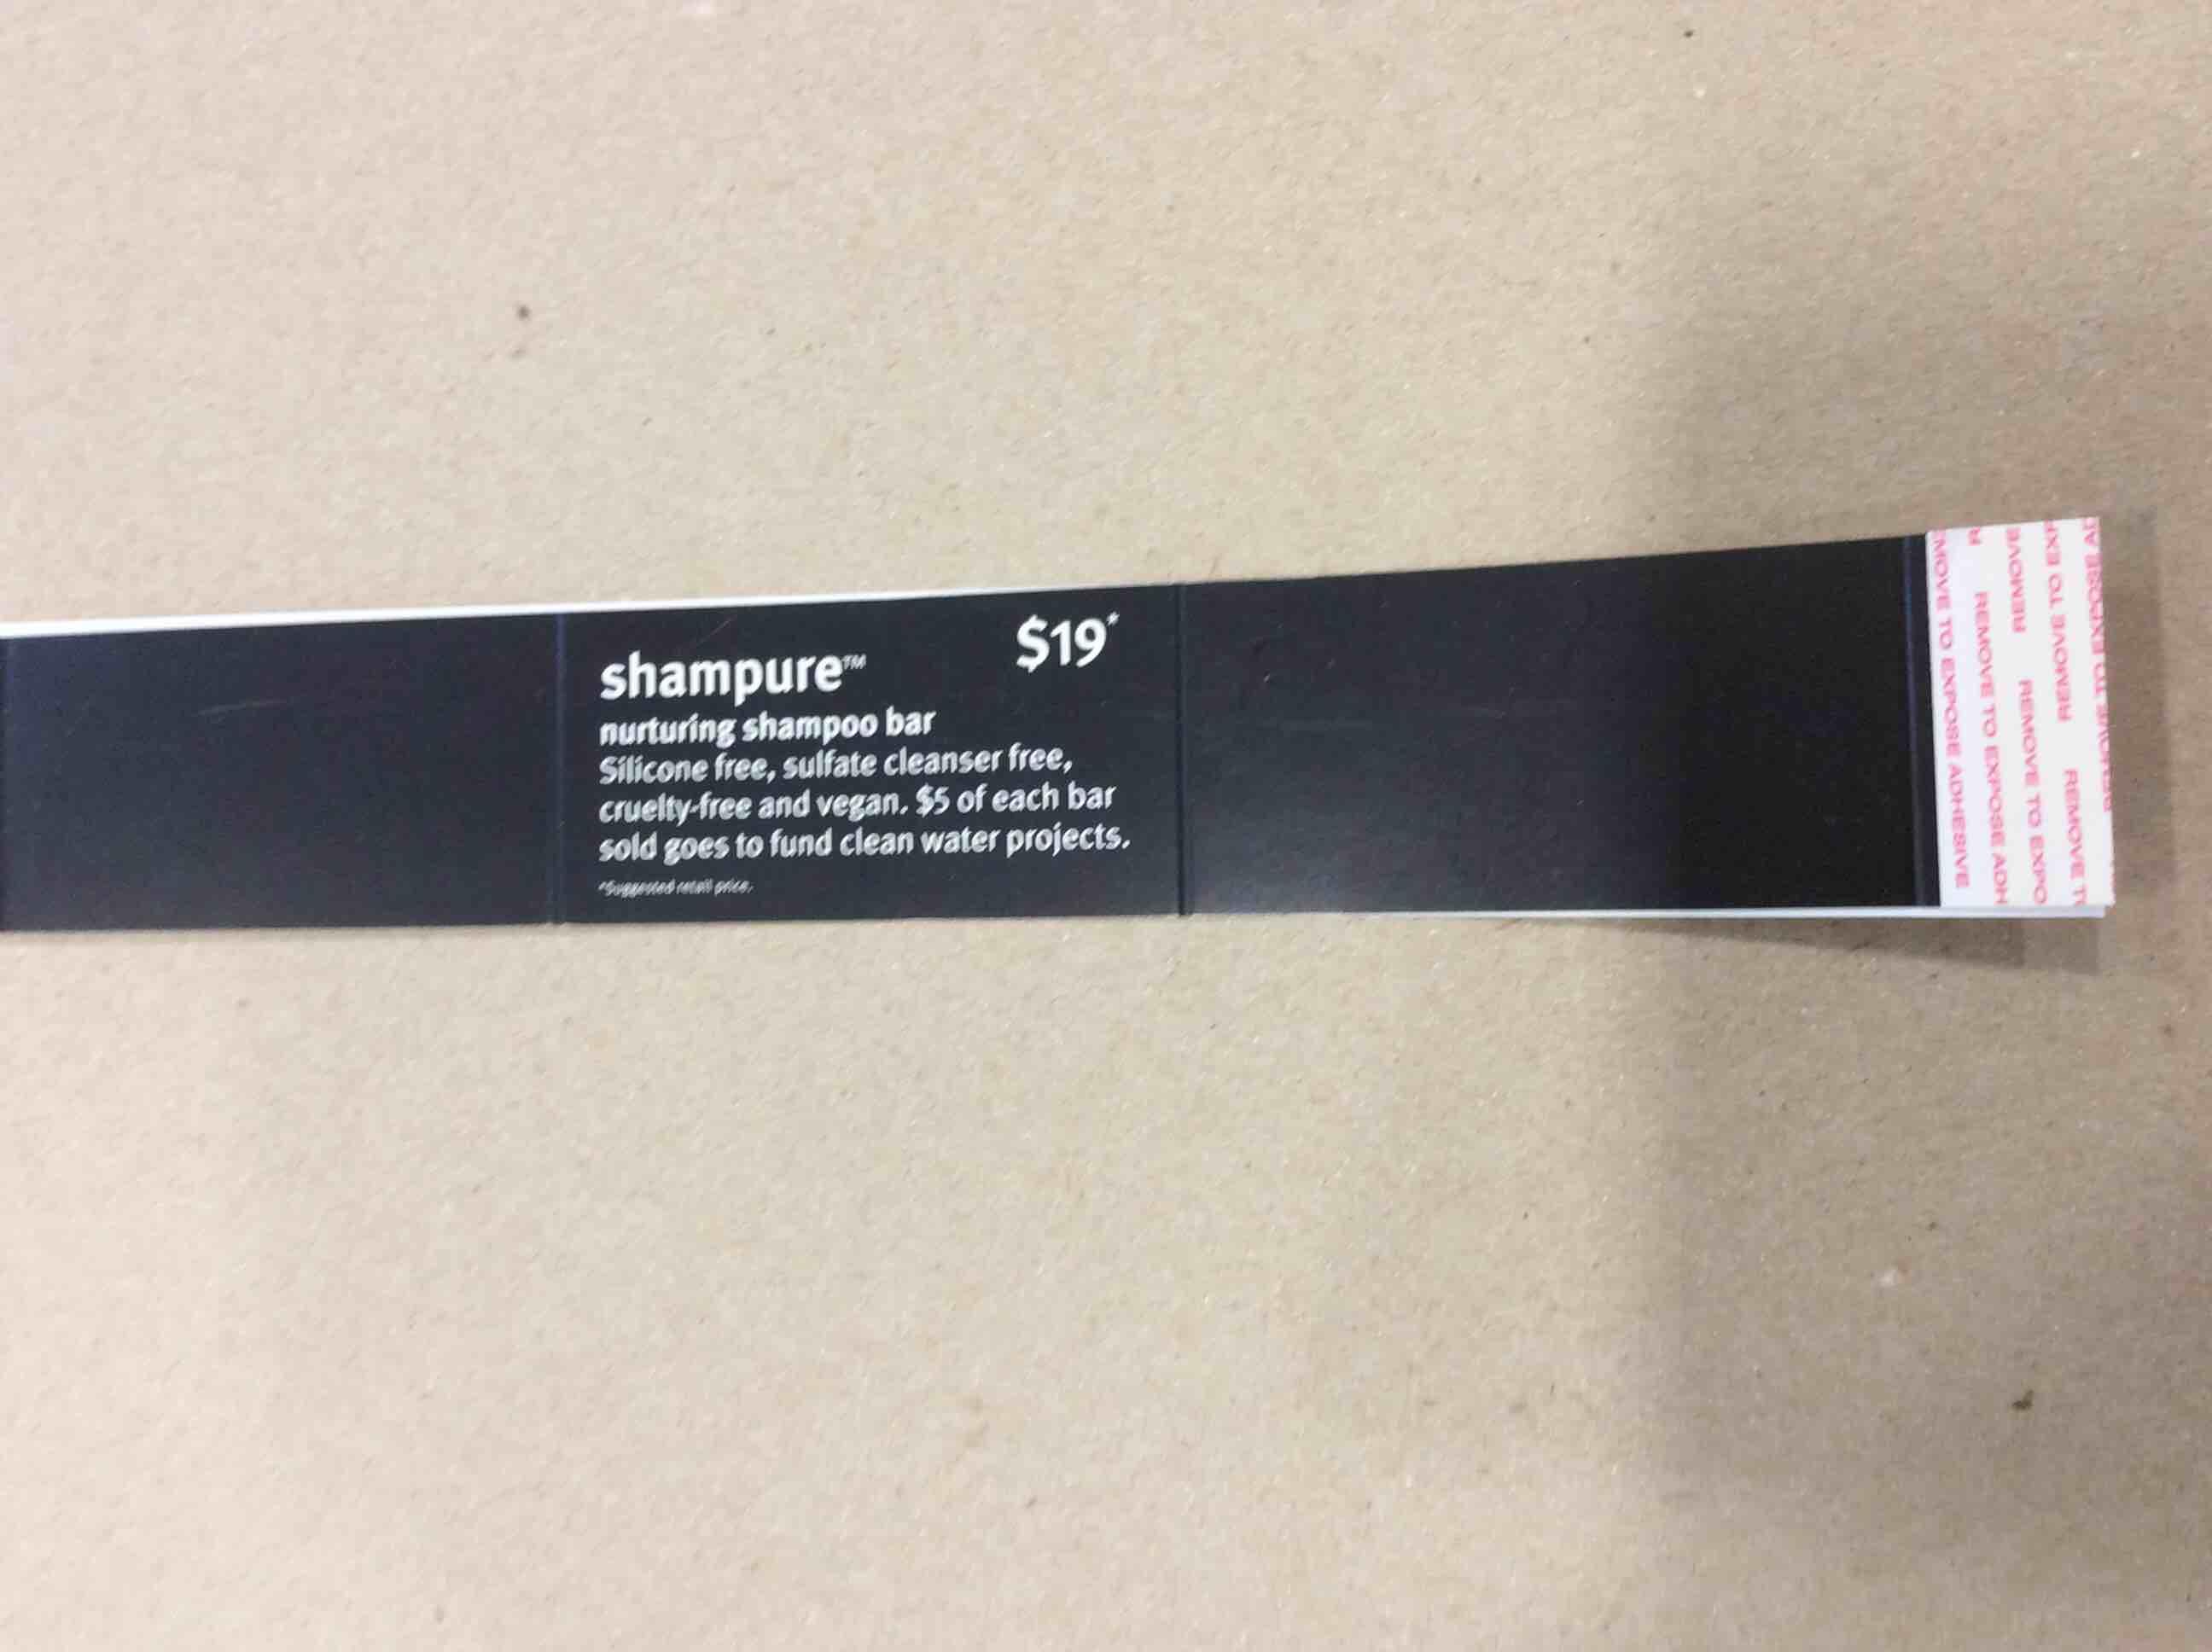 $19*
shampure™
nurturing shampoo bar
Silicone free, sulfate cleanser free,
cruelty-free and vegan. $5 of each bar
sold goes to fund clean water projects.
*Suggested retail price.
EMOVE TO EXPOSE ADHESIVE
REMOVE TO EXPOSE ADH
REMOVE
REMOVE TO EXPO
REMOVE TO EXP
REMOVE T